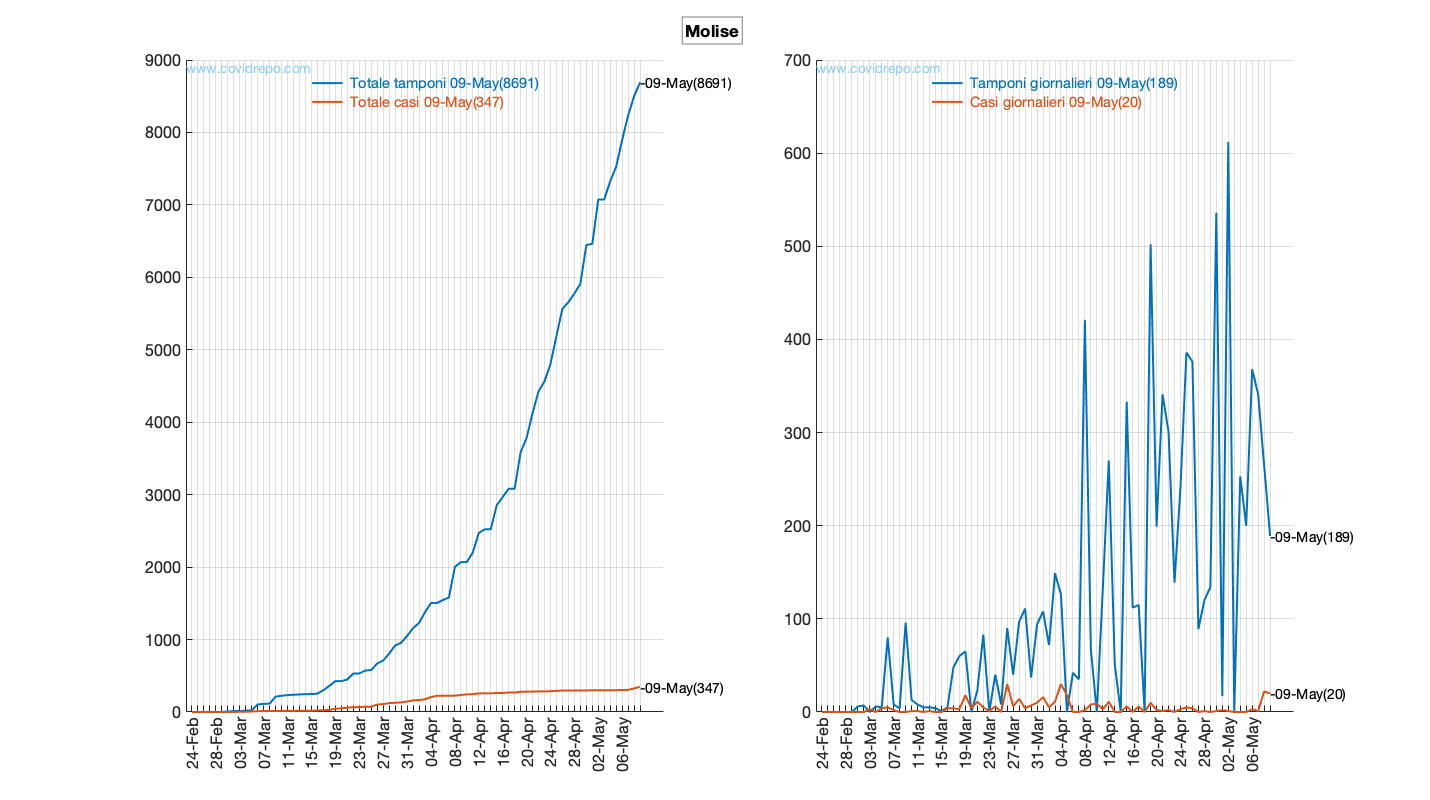 Molise
www.covidrepo.com
Totale tamponi 09-May(8691)
Totale casi 09-May(347)
9000
8000
7000
6000
5000
4000
3000
2000
1000
0
-09-May(8691)
-09-May(347)
24-Feb
28-Feb
03-Mar
07-Mar
11-Mar
15-Mar
19-Mar
23-Mar
27-Mar
31-Mar
04-Apr
08-Apr
12-Apr
16-Apr
20-Apr
24-Apr
28-Apr
02-May
06-May
www.covidrepo.com
Tamponi giornalieri 09-May(189)
Casi giornalieri 09-May(20)
700
600
500
400
300
200
100
0
-09-May(189)
-09-May(20)
24-Feb
28-Feb
03-Mar
07-Mar
11-Mar
15-Mar
19-Mar
23-Mar
27-Mar
31-Mar
04-Apr
08-Apr
12-Apr
16-Apr
20-Apr
24-Apr
28-Apr
02-May
06-May